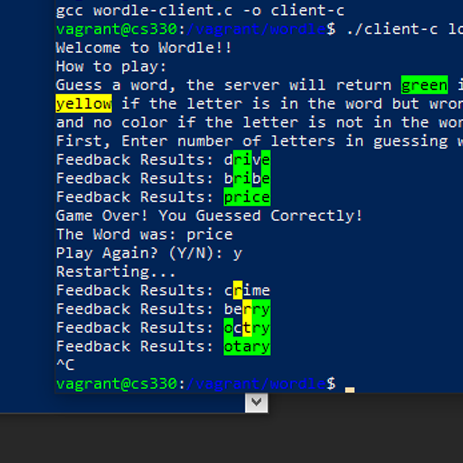 gcc wordle-client.c -o client-c
vagrant@cs330:/vagrant/wordle$ ./client-c lo
Welcome to Wordle!!
How to play:
Guess a word, the server will return green i
yellow if the letter is in the word but wron
and no color if the letter is not in the wor
First, Enter number of letters in guessing w
Feedback Results: drive
Feedback Results: bribe
Feedback Results: price
Game Over! You Guessed Correctly!
The Word was: price
Play Again? (Y/N): y
Restarting...
Feedback Results: crime
Feedback Results: berry
Feedback Results: octry
Feedback Results: otary
^C
vagrant@cs330:/vagrant/wordle$